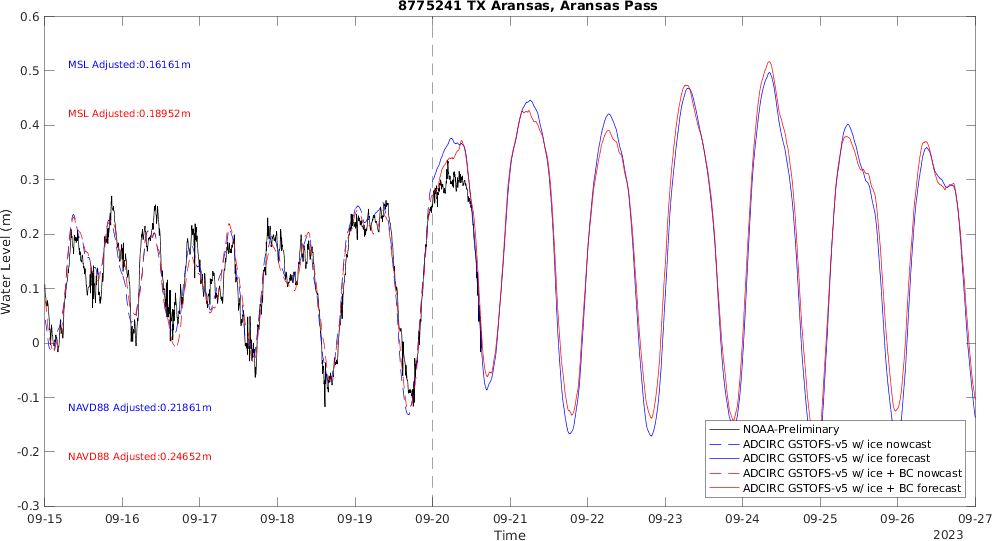 8775241 TX Aransas, Aransas Pass
0.6
0.5
0.4
0.3
0.2
0.1
0
-0.1
-0.2
-0.3
Water Level (m)
MSL Adjusted:0.16161m
MSL Adjusted:0.18952m
NAVD88 Adjusted:0.21861m
NAVD88 Adjusted:0.24652m
NOAA-Preliminary
ADCIRC GSTOFS-v5 w/ ice nowcast
ADCIRC GSTOFS-v5 w/ ice forecast
ADCIRC GSTOFS-v5 w/ ice + BC nowcast
ADCIRC GSTOFS-v5 w/ ice + BC forecast
09-15 09-16 09-17 09-18 09-19 09-20 09-21 09-22 09-23 09-24 09-25 09-26 09-27
Time
2023